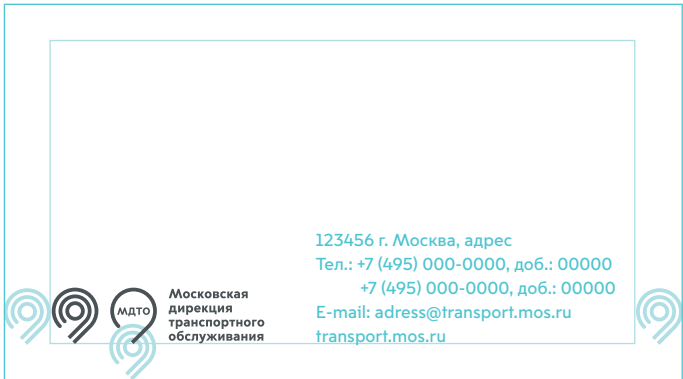 123456 г. Москва, адрес
Тел.: +7 (495) 000-0000, доб.: 00000
+7 (495) 000-0000, доб.: 00000
E-mail: adress@transport.mos.ru
transport.mos.ru
МДТО
Московская
дирекция
транспортного
обслуживания